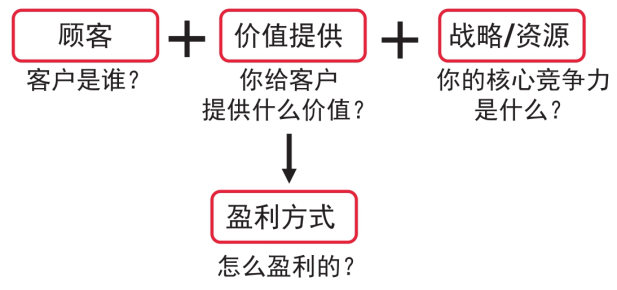 顾客 + 价值提供 + 战略/资源
客户是谁？ 你给客户 你的核心竞争力
提供什么价值？ 是什么？
盈利方式
怎么盈利的？